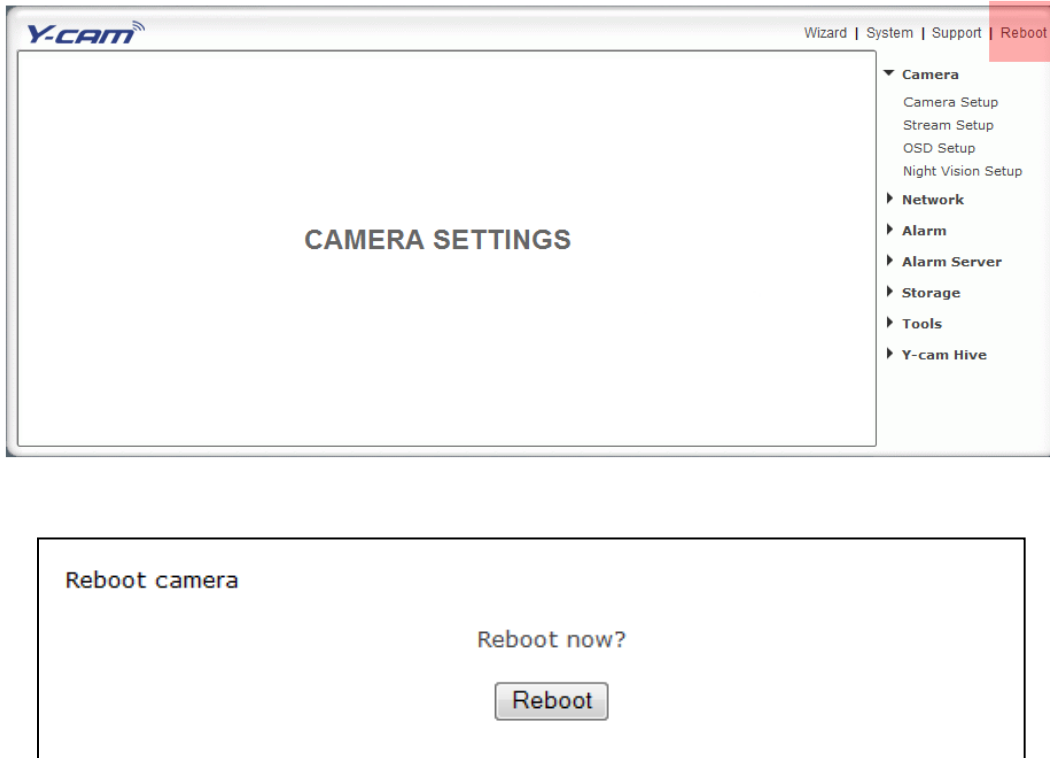 Y-cam
Wizard | System | Support | Reboot
Camera
Camera Setup
Stream Setup
OSD Setup
Night Vision Setup
Network
Alarm
Alarm Server
Storage
Tools
Y-cam Hive
CAMERA SETTINGS
Reboot camera
Reboot now?
Reboot